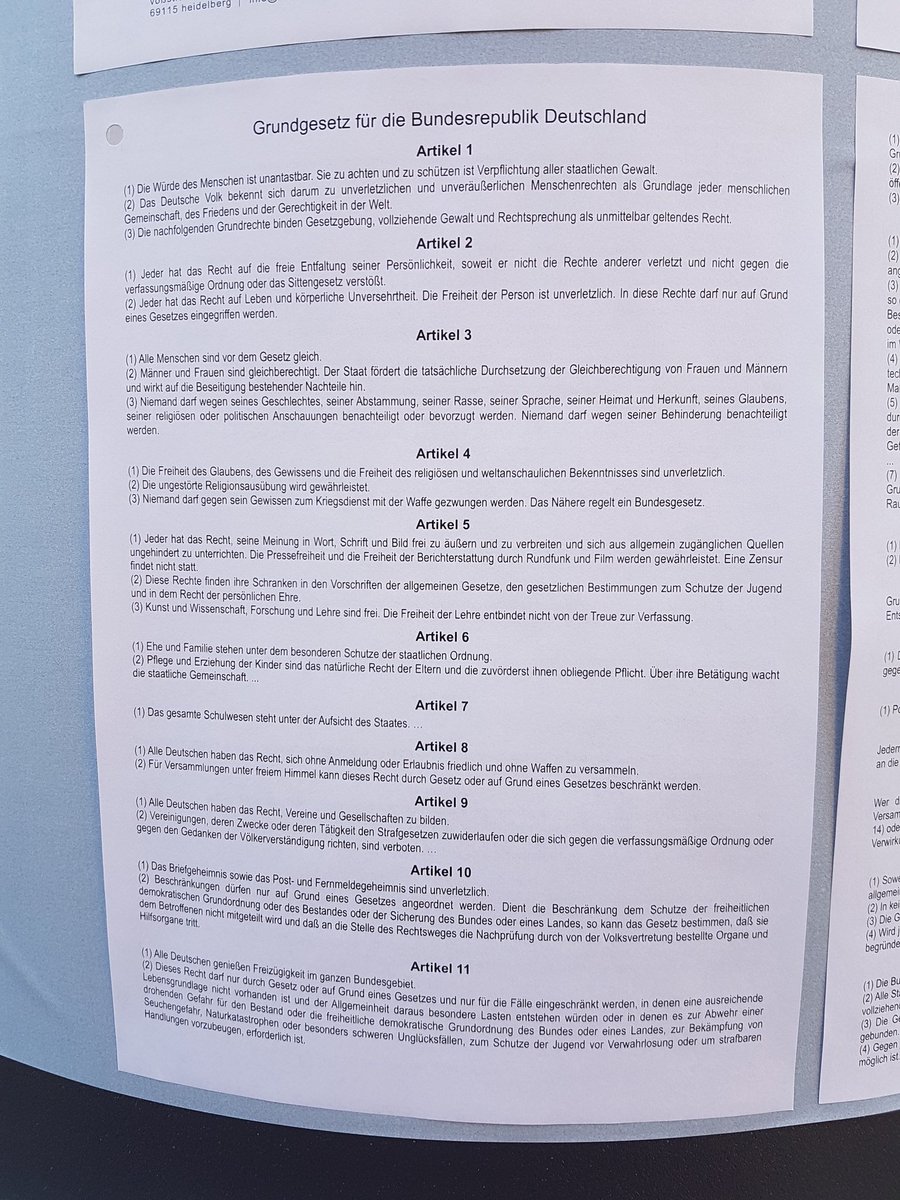 69115 heidelberg |
Grundgesetz für die Bundesrepublik Deutschland
Artikel 1
(1) Die Würde des Menschen ist unantastbar. Sie zu achten und zu schützen ist Verpflichtung aller staatlichen Gewalt.
(2) Das Deutsche Volk bekennt sich darum zu unverletzlichen und unveräußerlichen Menschenrechten als Grundlage jeder menschlichen
Gemeinschaft, des Friedens und der Gerechtigkeit in der Welt.
(3) Die nachfolgenden Grundrechte binden Gesetzgebung, vollziehende Gewalt und Rechtsprechung als unmittelbar geltendes Recht.
Artikel 2
(1) Jeder hat das Recht auf die freie Entfaltung seiner Persönlichkeit, soweit er nicht die Rechte anderer verletzt und nicht gegen die
verfassungsmäßige Ordnung oder das Sittengesetz verstößt.
(2) Jeder hat das Recht auf Leben und körperliche Unversehrtheit. Die Freiheit der Person ist unverletzlich. In diese Rechte darf nur auf Grund
eines Gesetzes eingegriffen werden.
Artikel 3
(1) Alle Menschen sind vor dem Gesetz gleich.
(2) Männer und Frauen sind gleichberechtigt. Der Staat fördert die tatsächliche Durchsetzung der Gleichberechtigung von Frauen und Männern
und wirkt auf die Beseitigung bestehender Nachteile hin.
(3) Niemand darf wegen seines Geschlechtes, seiner Abstammung, seiner Rasse, seiner Sprache, seiner Heimat und Herkunft, seines Glaubens,
seiner religiösen oder politischen Anschauungen benachteiligt oder bevorzugt werden. Niemand darf wegen seiner Behinderung benachteiligt
werden.
Artikel 4
(1) Die Freiheit des Glaubens, des Gewissens und die Freiheit des religiösen und weltanschaulichen Bekenntnisses sind unverletzlich.
(2) Die ungestörte Religionsausübung wird gewährleistet.
(3) Niemand darf gegen sein Gewissen zum Kriegsdienst mit der Waffe gezwungen werden. Das Nähere regelt ein Bundesgesetz.
Artikel 5
(1) Jeder hat das Recht, seine Meinung in Wort, Schrift und Bild frei zu äußern und zu verbreiten und sich aus allgemein zugänglichen Quellen
ungehindert zu unterrichten. Die Pressefreiheit und die Freiheit der Berichterstattung durch Rundfunk und Film werden gewährleistet. Eine Zensur
findet nicht statt.
(2) Diese Rechte finden ihre Schranken in den Vorschriften der allgemeinen Gesetze, den gesetzlichen Bestimmungen zum Schutze der Jugend
und in dem Recht der persönlichen Ehre.
(3) Kunst und Wissenschaft, Forschung und Lehre sind frei. Die Freiheit der Lehre entbindet nicht von der Treue zur Verfassung.
Artikel 6
(1) Ehe und Familie stehen unter dem besonderen Schutze der staatlichen Ordnung.
(2) Pflege und Erziehung der Kinder sind das natürliche Recht der Eltern und die zuvörderst ihnen obliegende Pflicht. Über ihre Betätigung wacht
die staatliche Gemeinschaft. ...
Artikel 7
(1) Das gesamte Schulwesen steht unter der Aufsicht des Staates. ...
Artikel 8
(1) Alle Deutschen haben das Recht, sich ohne Anmeldung oder Erlaubnis friedlich und ohne Waffen zu versammeln.
(2) Für Versammlungen unter freiem Himmel kann dieses Recht durch Gesetz oder auf Grund eines Gesetzes beschränkt werden.
Artikel 9
(1) Alle Deutschen haben das Recht, Vereine und Gesellschaften zu bilden.
(2) Vereinigungen, deren Zwecke oder deren Tätigkeit den Strafgesetzen zuwiderlaufen oder die sich gegen die verfassungsmäßige Ordnung oder
gegen den Gedanken der Völkerverständigung richten, sind verboten. ...
Artikel 10
(1) Das Briefgeheimnis sowie das Post- und Fernmeldegeheimnis sind unverletzlich.
(2) Beschränkungen dürfen nur auf Grund eines Gesetzes angeordnet werden. Dient die Beschränkung dem Schutze der freiheitlichen
demokratischen Grundordnung oder des Bestandes oder der Sicherung des Bundes oder eines Landes, so kann das Gesetz bestimmen, daß sie
dem Betroffenen nicht mitgeteilt wird und daß an die Stelle des Rechtsweges die Nachprüfung durch von der Volksvertretung bestellte Organe und
Hilfsorgane tritt.
Artikel 11
(1) Alle Deutschen genießen Freizügigkeit im ganzen Bundesgebiet.
(2) Dieses Recht darf nur durch Gesetz oder auf Grund eines Gesetzes und nur für die Fälle eingeschränkt werden, in denen eine ausreichende
Lebensgrundlage nicht vorhanden ist und der Allgemeinheit daraus besondere Lasten entstehen würden oder in denen es zur Abwehr einer
drohenden Gefahr für den Bestand oder die freiheitliche demokratische Grundordnung des Bundes oder eines Landes, zur Bekämpfung von
Seuchengefahr, Naturkatastrophen oder besonders schweren Unglücksfällen, zum Schutze der Jugend vor Verwahrlosung oder um strafbaren
Handlungen vorzubeugen, erforderlich ist.